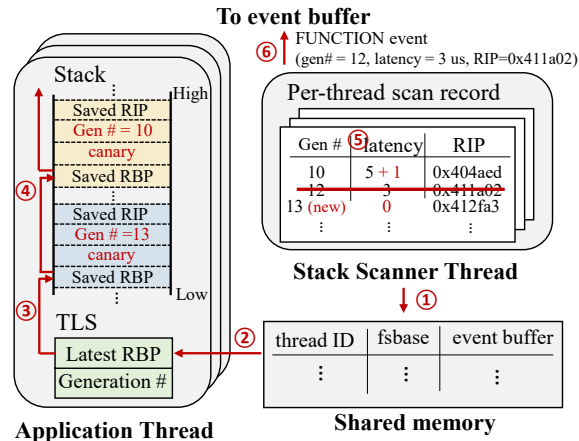 To event buffer
⑥ FUNCTION event
(gen# = 12, latency = 3 us, RIP=0x411a02)
Stack
High
Saved RIP
Gen # = 10
canary
Saved RBP
④
⋮
Saved RIP
Gen # =13
canary
Saved RBP
⋮
Low
③
TLS
Latest RBP
Generation #
Application Thread
Per-thread scan record
⑤
Gen # latency RIP
10 5 + 1 0x404aed
12 3 0x411a02
13 (new) 0 0x412fa3
⋮ ⋮ ⋮
Stack Scanner Thread
①
②
thread ID fsbase event buffer
⋮ ⋮ ⋮
Shared memory